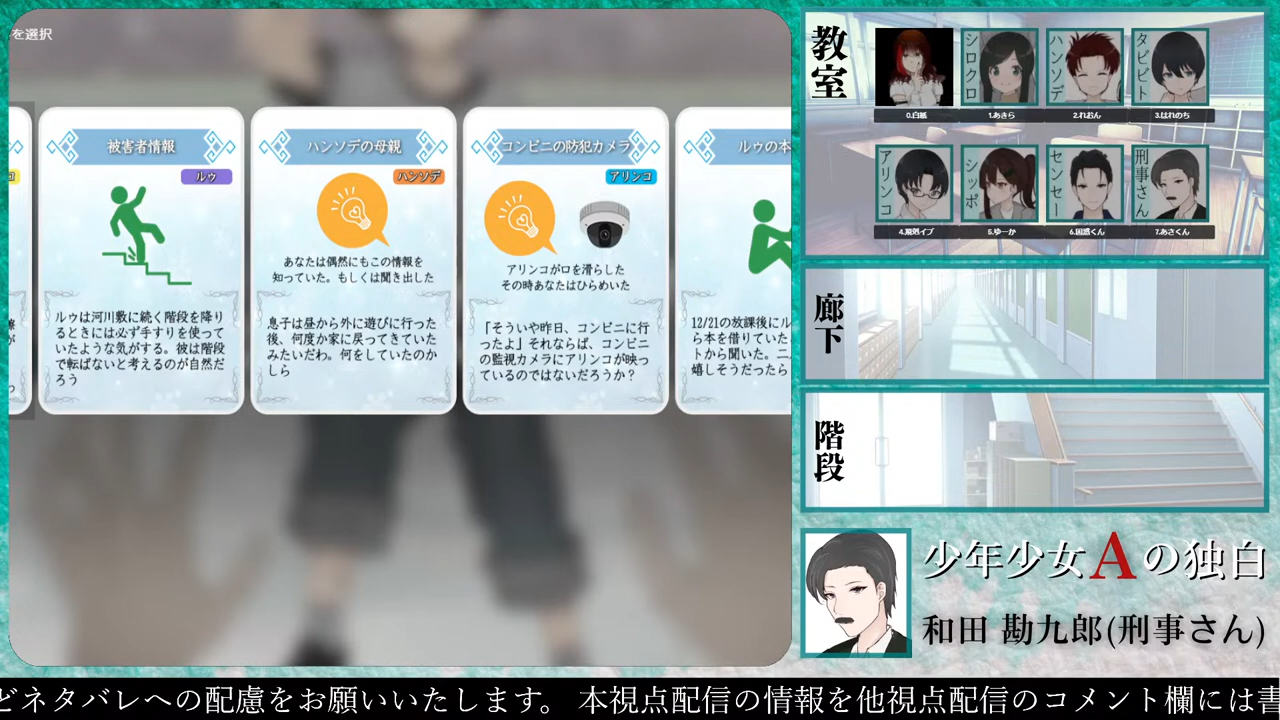 を選択
被害者情報
ルゥ
ルゥは河川敷に続く階段を降り
るときには必ず手すりを使って
いたような気がする。彼は階段
で転ばないと考えるのが自然だ
ろう
ハンソデの母親
ハンソデ
あなたは偶然にもこの情報を
知っていた。もしくは聞き出した
息子は昼から外に遊びに行った
後、何度か家に戻ってきていた
みたいだわ。何をしていたのか
しら
コンビニの防犯カメラ
アリンコ
アリンコが口を滑らした
その時あなたはひらめいた
「そういや昨日、コンビニに行
ったよ」それならば、コンビニ
の監視カメラにアリンコが映っ
ているのではないだろうか？
ルゥの本
12/21の放課後にル
ら本を借りていた
トから聞いた。二
嬉しそうだったら
教室
シロクロ
ハンソデ
タビビト
0.白紙
1.あきら
2.れおん
3.はれのち
アリンコ
シッポ
センセー
刑事さん
5.ゆーか
6.困惑くん
7.あさくん
廊下
階段
少年少女Aの独白
和田 勘九郎(刑事さん)
どネタバレへの配慮をお願いいたします。 本視点配信の情報を他視点配信のコメント欄には書